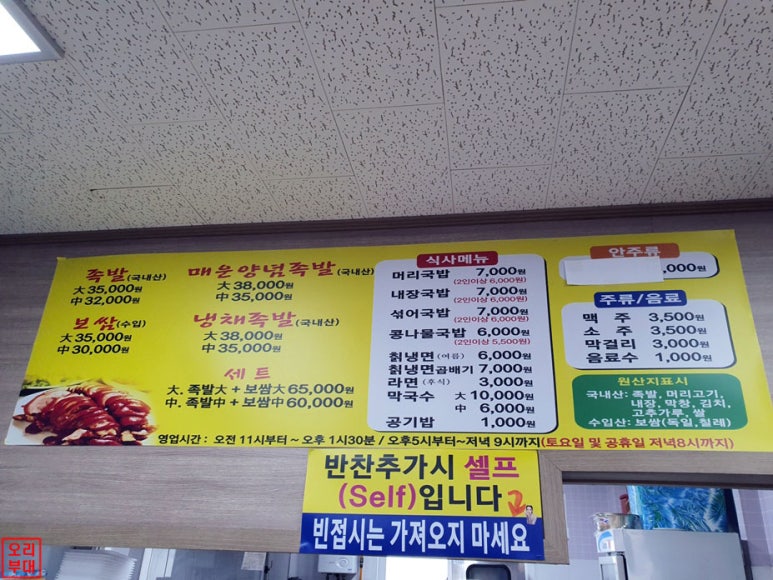 족발(국내산)
大 35,000원
中 32,000원
매운양념족발(국내산)
大 38,000원
中 35,000원
보쌈(수입)
大 35,000원
中 30,000원
냉채족발(국내산)
大 38,000원
中 35,000원
세트
大. 족발大 + 보쌈大 65,000원
中. 족발中 + 보쌈中 60,000원
식사메뉴
머리국밥 7,000원
(2인이상 6,000원)
내장국밥 7,000원
(2인이상 6,000원)
섞어국밥 7,000원
(2인이상 6,000원)
콩나물국밥 6,000원
(2인이상 5,500원)
칡냉면 (여름) 6,000원
칡냉면곱배기 7,000원
라면 (후식) 3,000원
막국수 大 10,000원
中 6,000원
공기밥 1,000원
안주류
,000원
주류/음료
맥 주 3,500원
소 주 3,500원
막걸리 3,000원
음료수 1,000원
원산지표시
국내산: 족발, 머리고기,
내장, 막창, 김치,
고추가루, 쌀
수입산: 보쌈(독일,칠레)
영업시간 : 오전 11시부터 ~ 오후 1시30분 / 오후5시부터~저녁 9시까지(토요일 및 공휴일 저녁8시까지)
반찬추가시 셀프
(Self)입니다
빈접시는 가져오지 마세요
오리
부대